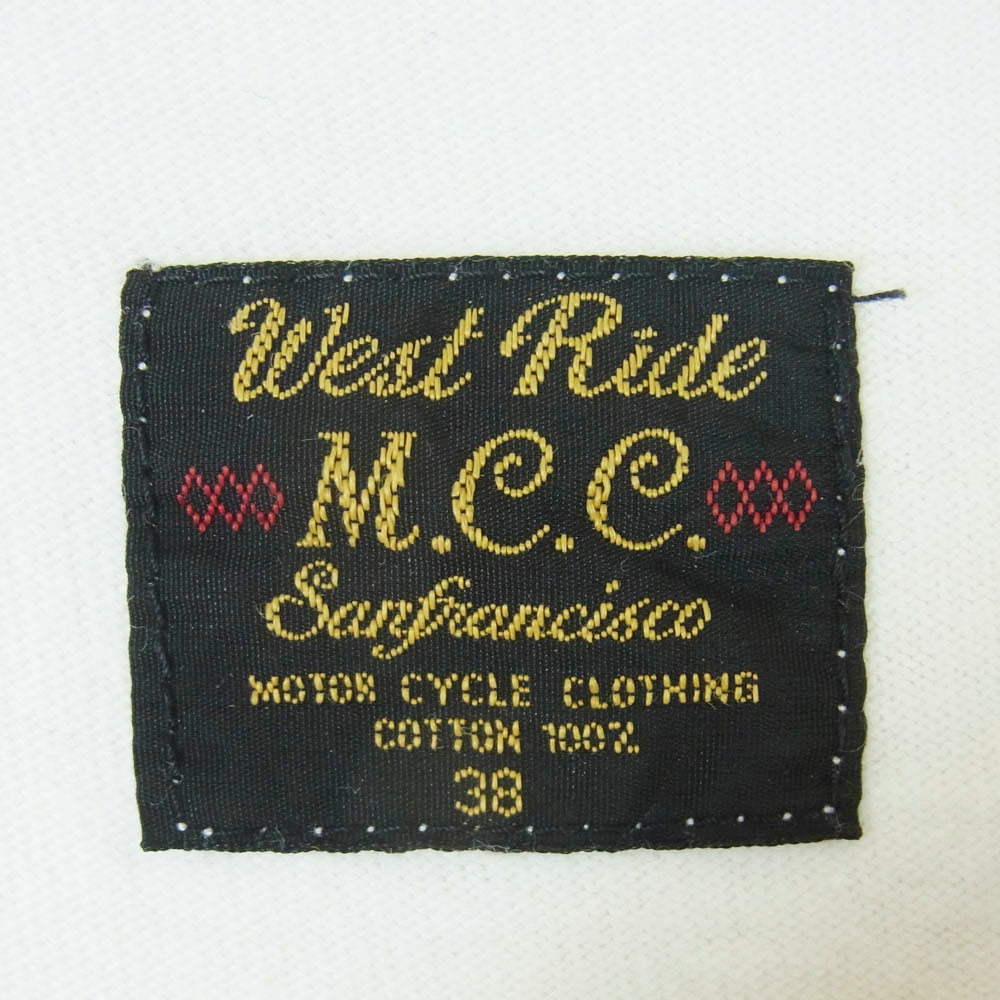 West Ride
M.C.C.
Sanfrancisco
MOTOR CYCLE CLOTHING
COTTON 100%
38